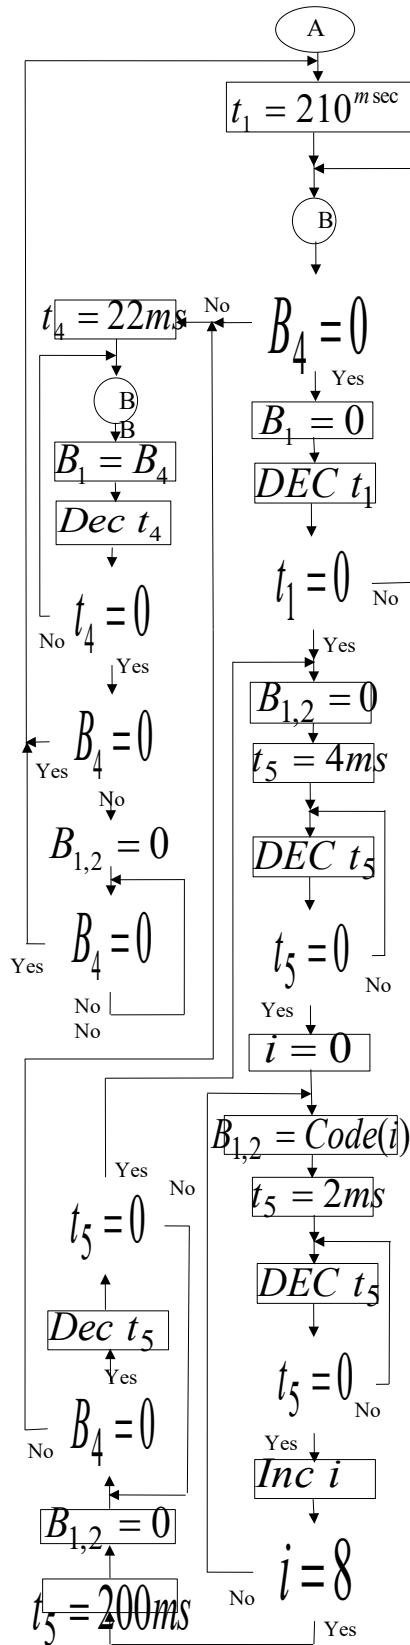 A
t₁ = 210^{m sec}
B
B₄ = 0
No
Yes
t₄ = 22ms
B
B
B₁ = B₄
Dec t₄
t₄ = 0
No
Yes
B₄ = 0
Yes
No
B₁,₂ = 0
B₄ = 0
Yes
No
No
B₁ = 0
DEC t₁
t₁ = 0
No
Yes
B₁,₂ = 0
t₅ = 4ms
DEC t₅
t₅ = 0
No
Yes
i = 0
B₁,₂ = Code(i)
t₅ = 2ms
DEC t₅
t₅ = 0
No
Yes
Inc i
i = 8
No
Yes
t₅ = 200ms
B₁,₂ = 0
B₄ = 0
No
Yes
Dec t₅
t₅ = 0
No
Yes